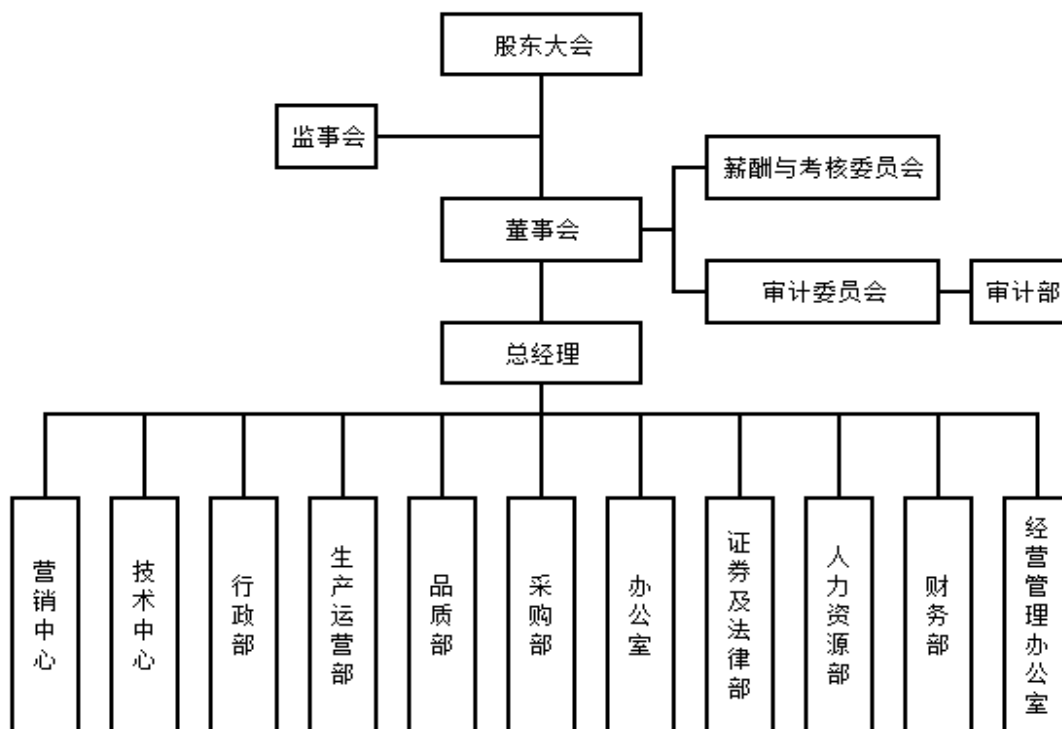 股东大会
监事会
薪酬与考核委员会
董事会
审计委员会
审计部
总经理
营销中心
技术中心
行政部
生产运营部
品质部
采购部
办公室
证券及法律部
人力资源部
财务部
经营管理办公室